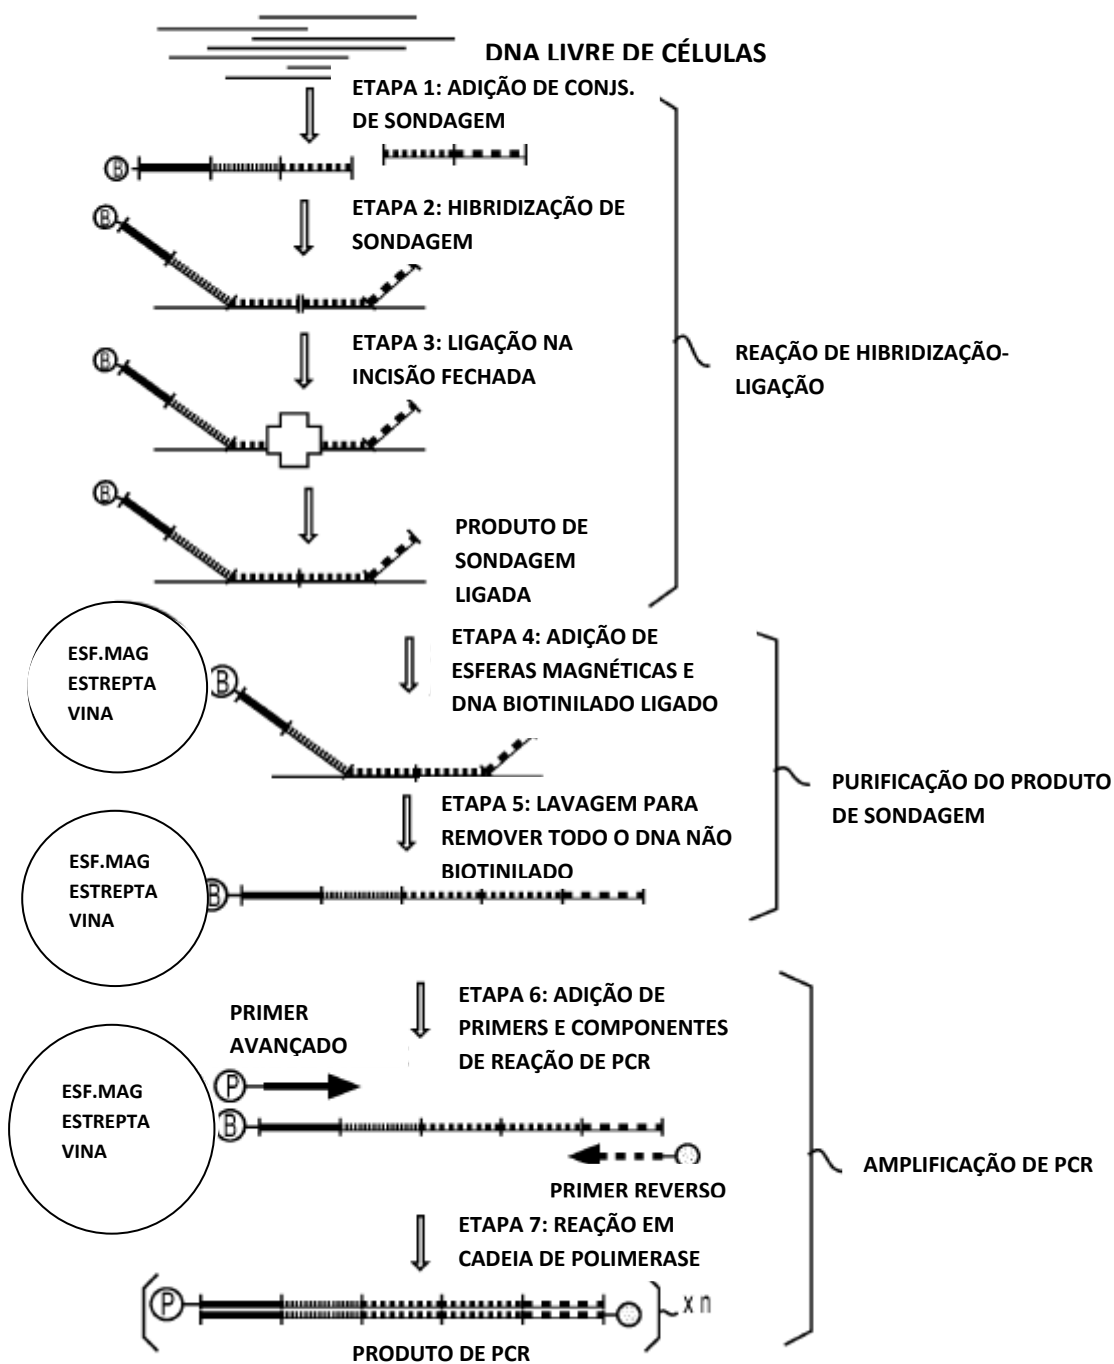 DNA LIVRE DE CÉLULAS
ETAPA 1: ADIÇÃO DE CONJS.
DE SONDAGEM
B
ETAPA 2: HIBRIDIZAÇÃO DE
SONDAGEM
B
ETAPA 3: LIGAÇÃO NA
INCISÃO FECHADA
B
REAÇÃO DE HIBRIDIZAÇÃO-
LIGAÇÃO
B
PRODUTO DE
SONDAGEM
LIGADA
ETAPA 4: ADIÇÃO DE
ESFERAS MAGNÉTICAS E
DNA BIOTINILADO LIGADO
ESF.MAG
ESTREPTA
VINA
B
ETAPA 5: LAVAGEM PARA
REMOVER TODO O DNA NÃO
BIOTINILADO
PURIFICAÇÃO DO PRODUTO
DE SONDAGEM
ESF.MAG
ESTREPTA
VINA
B
ETAPA 6: ADIÇÃO DE
PRIMERS E COMPONENTES
DE REAÇÃO DE PCR
PRIMER
AVANÇADO
P
ESF.MAG
ESTREPTA
VINA
B
PRIMER REVERSO
AMPLIFICAÇÃO DE PCR
ETAPA 7: REAÇÃO EM
CADEIA DE POLIMERASE
P
x n
PRODUTO DE PCR